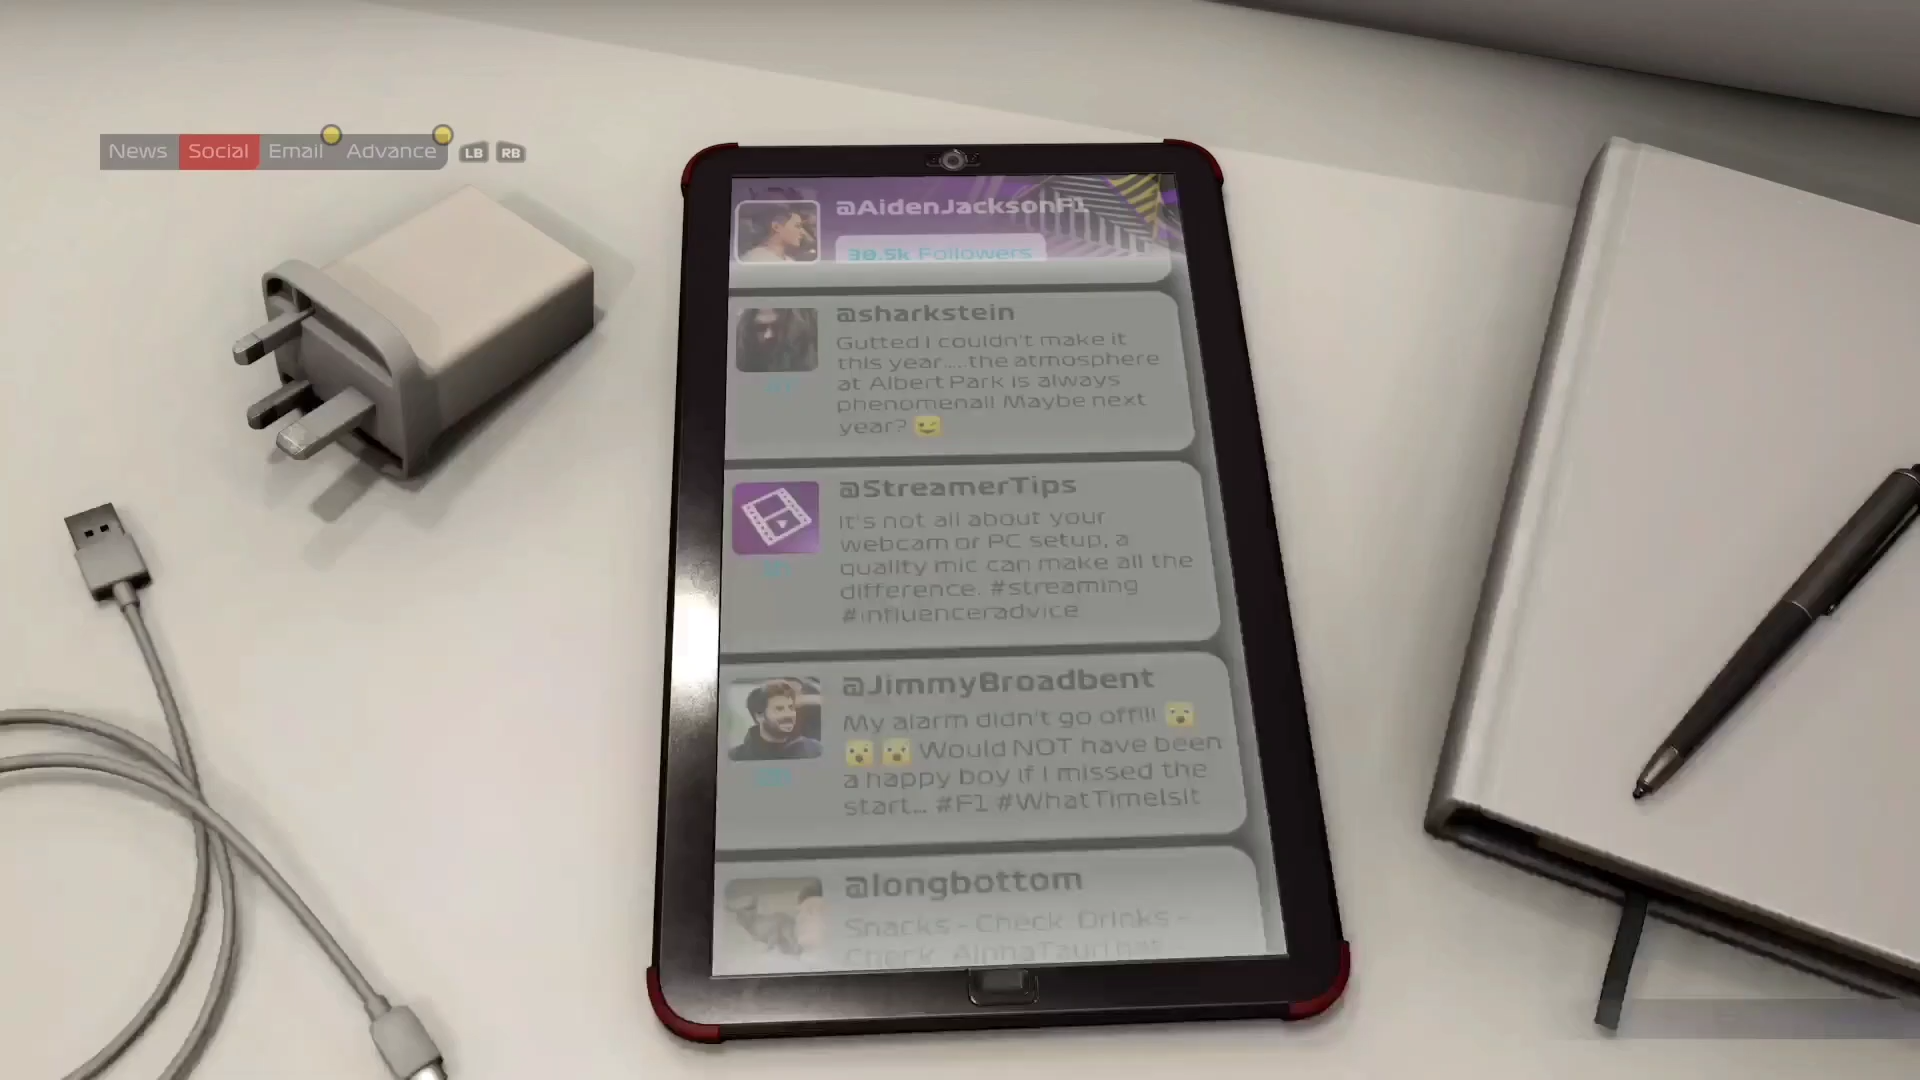 News Social Email Advance LB RB
@AidenJacksonF1
30.5k Followers
@sharkstein
Gutted I couldn't make it
this year.....the atmosphere
at Albert Park is always
phenomenal! Maybe next
year?
@StreamerTips
It's not all about your
webcam or PC setup, a
quality mic can make all the
difference. #streaming
#influenceradvice
@JimmyBroadbent
My alarm didn't go off!!!
Would NOT have been
a happy boy if I missed the
start... #F1 #WhatTimeIsIt
@longbottom
Snacks - Check. Drinks -
Check. AlphaTauri hat